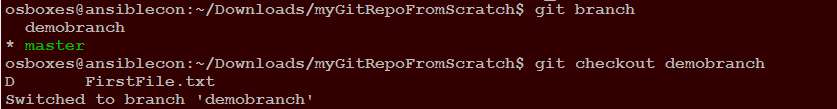 osboxes@ansiblecon:~/Downloads/myGitRepoFromScratch$ git branch
  demobranch
* master
osboxes@ansiblecon:~/Downloads/myGitRepoFromScratch$ git checkout demobranch
D       FirstFile.txt
Switched to branch 'demobranch'